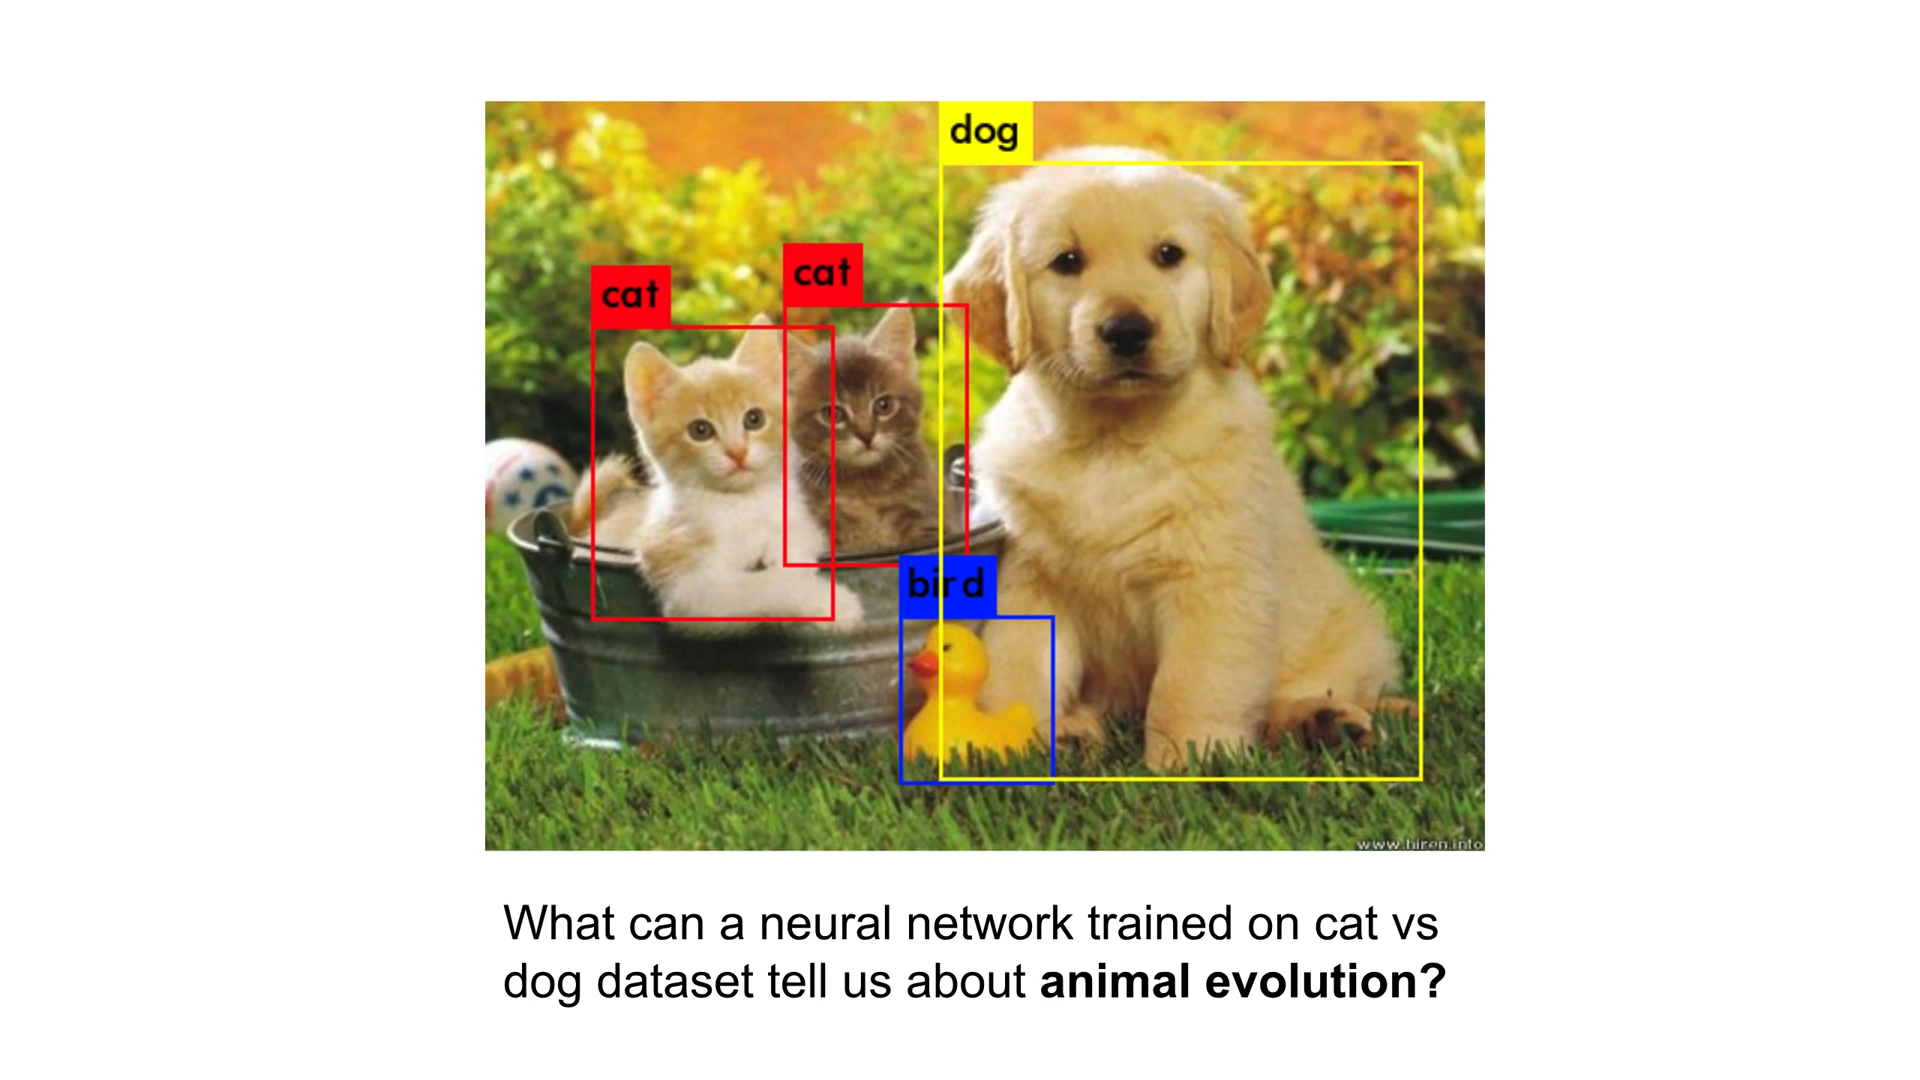 dog
cat
cat
bird
www.hiren.info
What can a neural network trained on cat vs
dog dataset tell us about animal evolution?